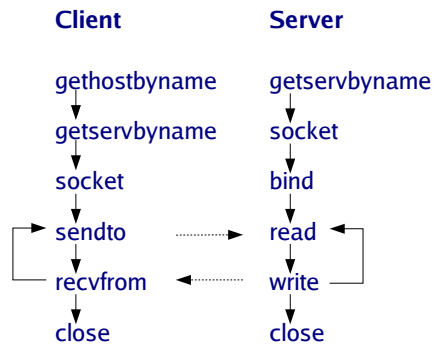 Client Server
gethostbyname getservbyname
getservbyname socket
socket bind
sendto read
recvfrom write
close close